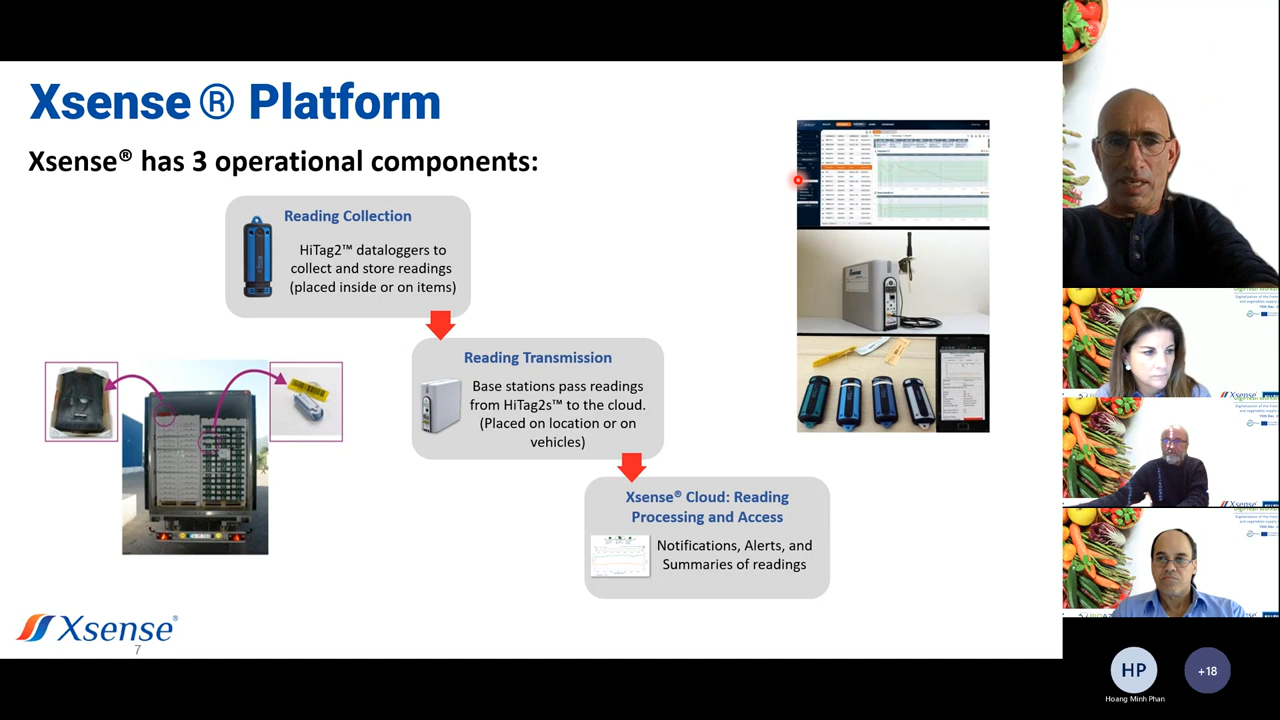 Xsense® Platform
Xsense® has 3 operational components:
Reading Collection
HiTag2™ dataloggers to
collect and store readings
(placed inside or on items)
Reading Transmission
Base stations pass readings
from HiTag2s™ to the cloud.
(Placed on location or on
vehicles)
Xsense® Cloud: Reading
Processing and Access
Notifications, Alerts, and
Summaries of readings
Xsense®
7
HP
+18
Hoang Minh Phan